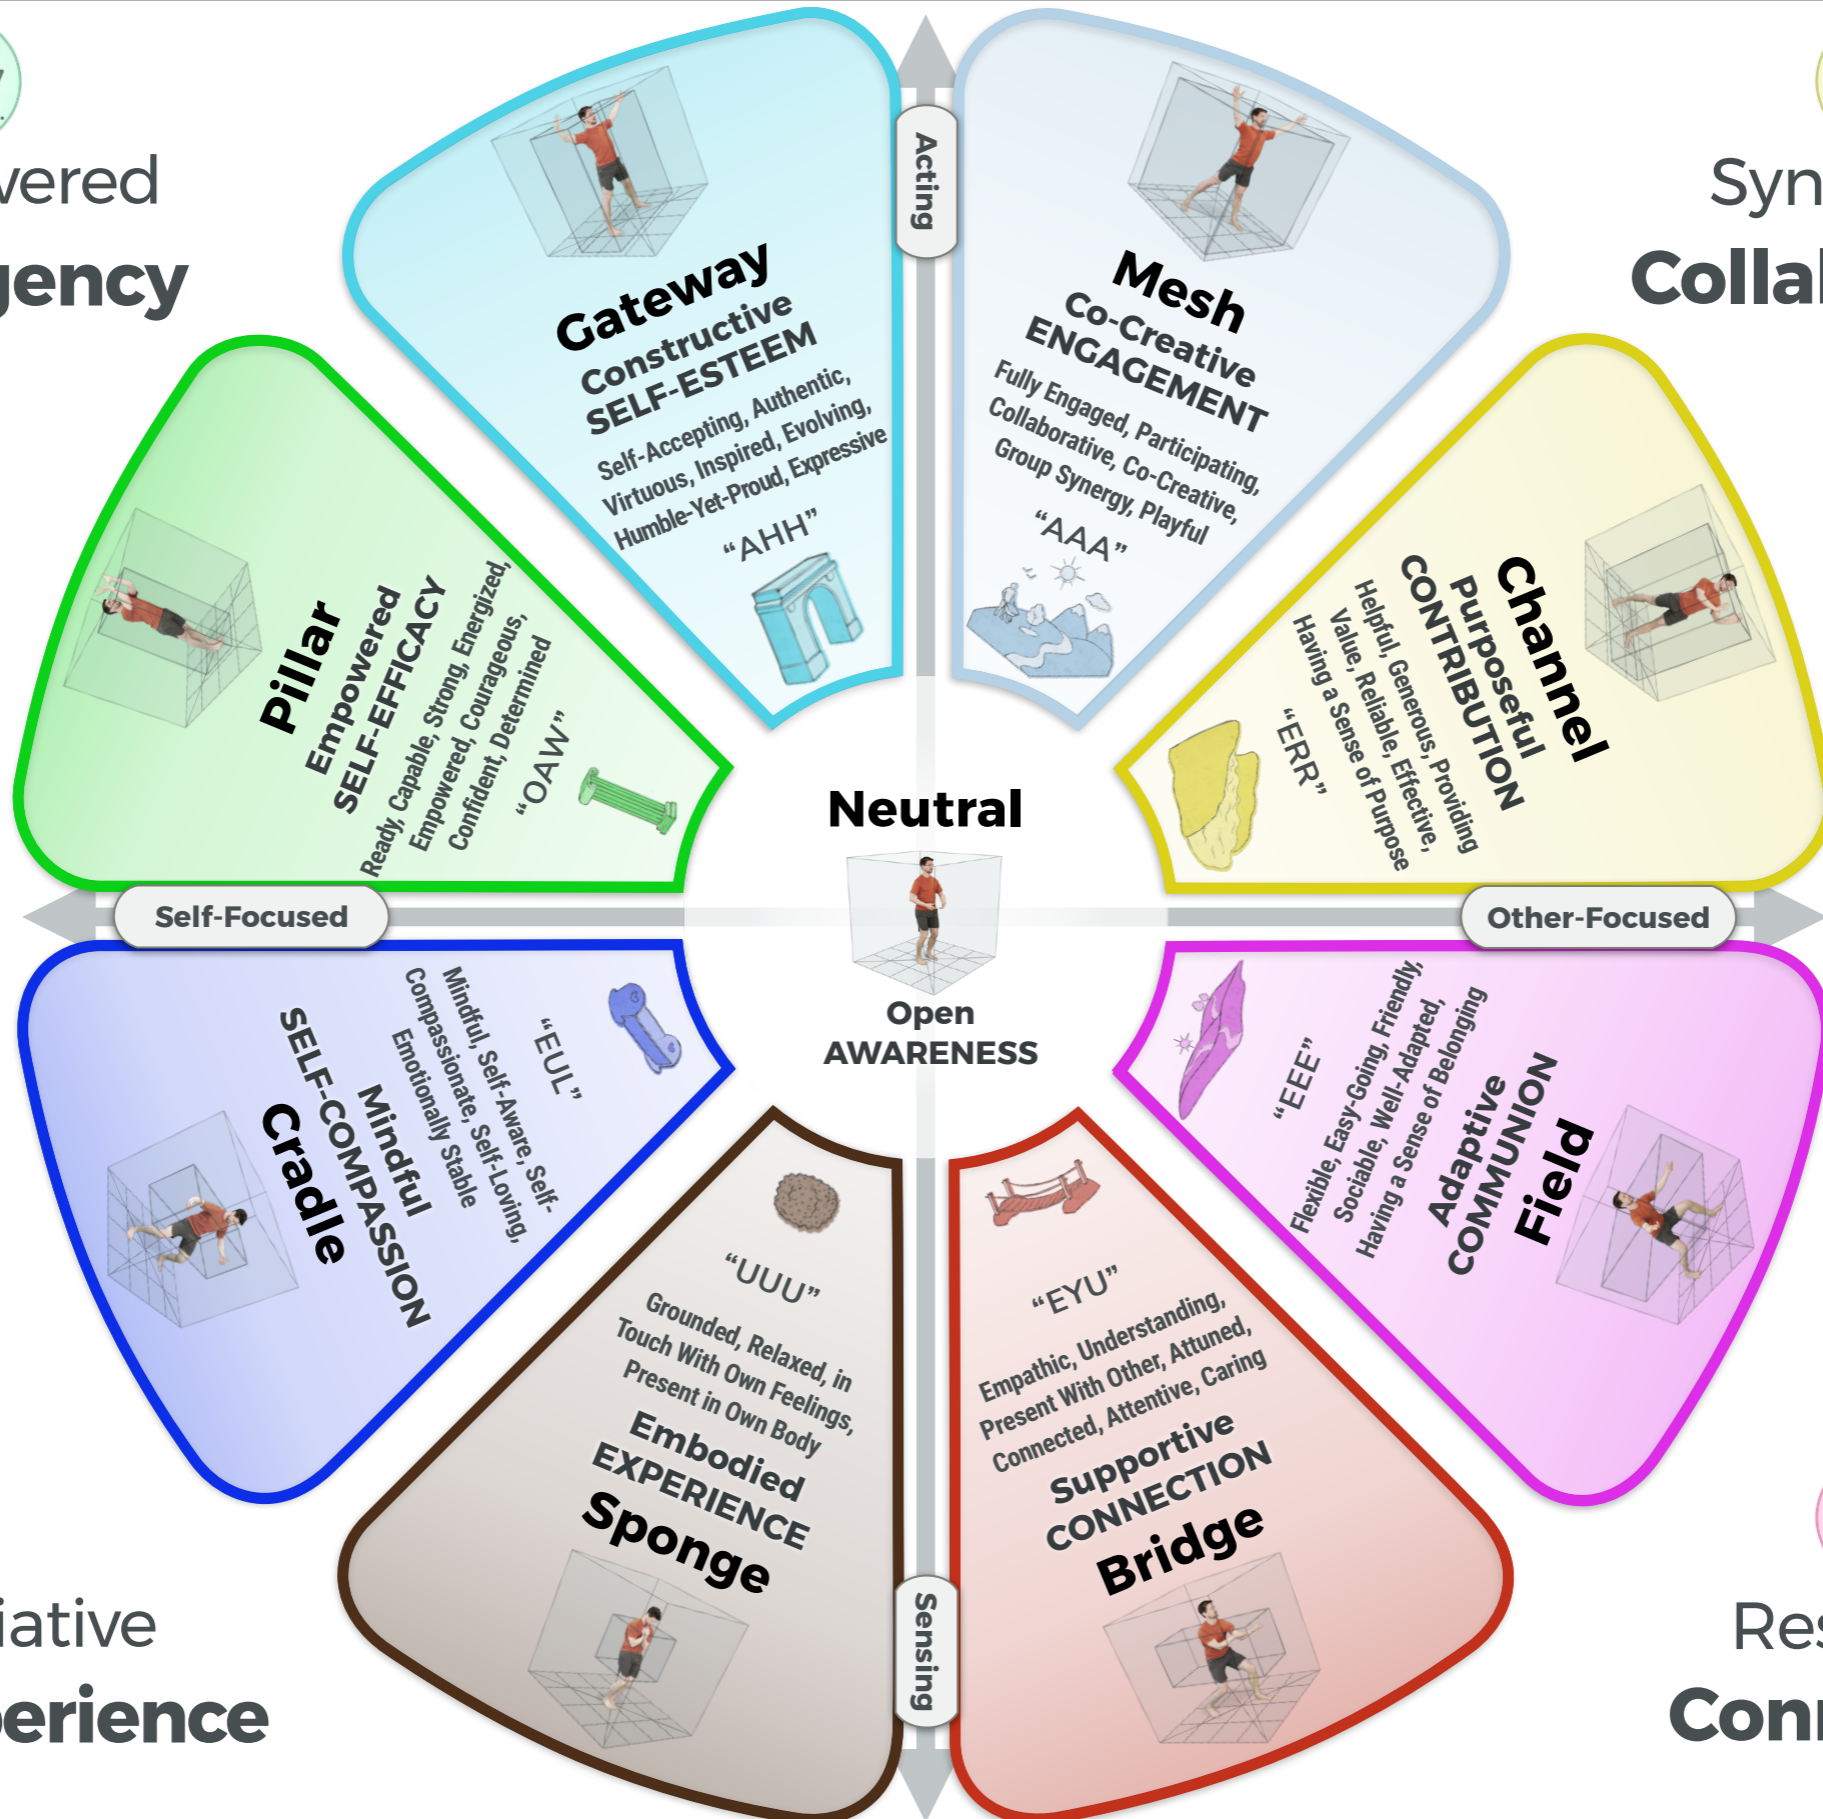 wered
gency
Syn
Collal
Acting
Gateway
Constructive
SELF-ESTEEM
Self-Accepting, Authentic,
Virtuous, Inspired, Evolving,
Humble-Yet-Proud, Expressive
“AHH”
Mesh
Co-Creative
ENGAGEMENT
Fully Engaged, Participating,
Collaborative, Co-Creative,
Group Synergy, Playful
“AAA”
Pillar
Empowered
SELF-EFFICACY
Ready, Capable, Strong, Energized,
Empowered, Courageous,
Confident, Determined
“OAW”
Channel
Purposeful
CONTRIBUTION
Helpful, Generous, Providing
Value, Reliable, Effective,
Having a Sense of Purpose
“ERR”
Neutral
Open
AWARENESS
Self-Focused
Other-Focused
Cradle
Mindful
SELF-COMPASSION
Mindful, Self-Aware, Self-
Compassionate, Self-Loving,
Emotionally Stable
“EUL”
“EEE”
Flexible, Easy-Going, Friendly,
Sociable, Well-Adapted,
Having a Sense of Belonging
Adaptive
COMMUNION
Field
“UUU”
Grounded, Relaxed, in
Touch With Own Feelings,
Present in Own Body
Embodied
EXPERIENCE
Sponge
“EYU”
Empathic, Understanding,
Present With Other, Attuned,
Connected, Attentive, Caring
Supportive
CONNECTION
Bridge
Sensing
iative
perience
Res
Con